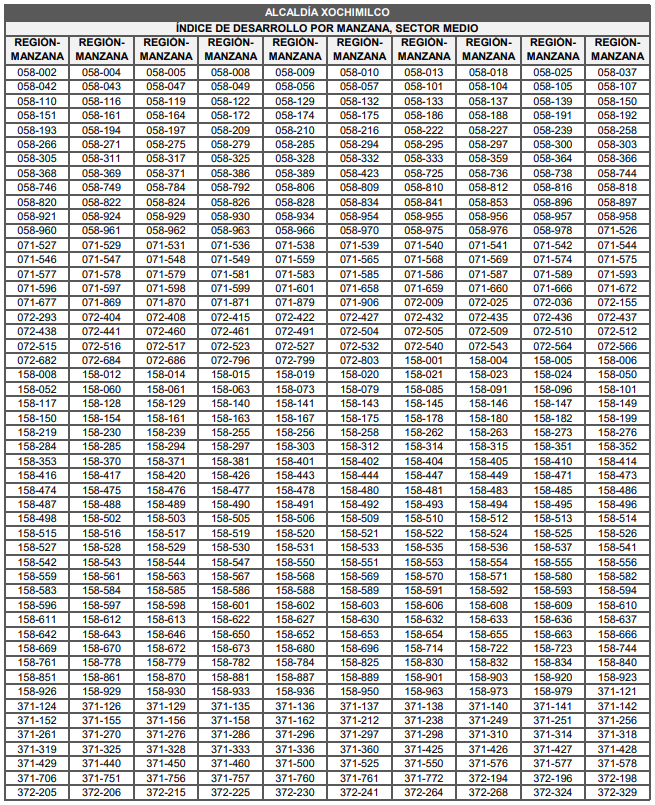 ALCALDÍA XOCHIMILCO
ÍNDICE DE DESARROLLO POR MANZANA, SECTOR MEDIO
REGIÓN-MANZANA REGIÓN-MANZANA REGIÓN-MANZANA REGIÓN-MANZANA REGIÓN-MANZANA REGIÓN-MANZANA REGIÓN-MANZANA REGIÓN-MANZANA REGIÓN-MANZANA REGIÓN-MANZANA
058-002 058-004 058-005 058-008 058-009 058-010 058-013 058-018 058-025 058-037
058-042 058-043 058-047 058-049 058-056 058-057 058-101 058-104 058-105 058-107
058-110 058-116 058-119 058-122 058-129 058-132 058-133 058-137 058-139 058-150
058-151 058-161 058-164 058-172 058-174 058-175 058-186 058-188 058-191 058-192
058-193 058-194 058-197 058-209 058-210 058-216 058-222 058-227 058-239 058-258
058-266 058-271 058-275 058-279 058-285 058-294 058-295 058-297 058-300 058-303
058-305 058-311 058-317 058-325 058-328 058-332 058-333 058-359 058-364 058-366
058-368 058-369 058-371 058-386 058-389 058-423 058-725 058-736 058-738 058-744
058-746 058-749 058-784 058-792 058-806 058-809 058-810 058-812 058-816 058-818
058-820 058-822 058-824 058-826 058-828 058-834 058-841 058-853 058-896 058-897
058-921 058-924 058-929 058-930 058-934 058-954 058-955 058-956 058-957 058-958
058-960 058-961 058-962 058-963 058-966 058-970 058-975 058-976 058-978 071-526
071-527 071-529 071-531 071-536 071-538 071-539 071-540 071-541 071-542 071-544
071-546 071-547 071-548 071-549 071-559 071-565 071-568 071-569 071-574 071-575
071-577 071-578 071-579 071-581 071-583 071-585 071-586 071-587 071-589 071-593
071-596 071-597 071-598 071-599 071-601 071-658 071-659 071-660 071-666 071-672
071-677 071-869 071-870 071-871 071-879 071-906 072-009 072-025 072-036 072-155
072-293 072-404 072-408 072-415 072-422 072-427 072-432 072-435 072-436 072-437
072-438 072-441 072-460 072-461 072-491 072-504 072-505 072-509 072-510 072-512
072-515 072-516 072-517 072-523 072-527 072-532 072-540 072-543 072-564 072-566
072-682 072-684 072-686 072-796 072-799 072-803 158-001 158-004 158-005 158-006
158-008 158-012 158-014 158-015 158-019 158-020 158-021 158-023 158-024 158-050
158-052 158-060 158-061 158-063 158-073 158-079 158-085 158-091 158-096 158-101
158-117 158-128 158-129 158-140 158-141 158-143 158-145 158-146 158-147 158-149
158-150 158-154 158-161 158-163 158-167 158-175 158-178 158-180 158-182 158-199
158-219 158-230 158-239 158-255 158-256 158-258 158-262 158-263 158-273 158-276
158-284 158-285 158-294 158-297 158-303 158-312 158-314 158-315 158-351 158-352
158-353 158-370 158-371 158-381 158-401 158-402 158-404 158-405 158-410 158-414
158-416 158-417 158-420 158-426 158-443 158-444 158-447 158-449 158-471 158-473
158-474 158-475 158-476 158-477 158-478 158-480 158-481 158-483 158-485 158-486
158-487 158-488 158-489 158-490 158-491 158-492 158-493 158-494 158-495 158-496
158-498 158-502 158-503 158-505 158-506 158-509 158-510 158-512 158-513 158-514
158-515 158-516 158-517 158-519 158-520 158-521 158-522 158-524 158-525 158-526
158-527 158-528 158-529 158-530 158-531 158-533 158-535 158-536 158-537 158-541
158-542 158-543 158-544 158-547 158-550 158-551 158-553 158-554 158-555 158-556
158-559 158-561 158-563 158-567 158-568 158-569 158-570 158-571 158-580 158-582
158-583 158-584 158-585 158-586 158-588 158-589 158-591 158-592 158-593 158-594
158-596 158-597 158-598 158-601 158-602 158-603 158-606 158-608 158-609 158-610
158-611 158-612 158-613 158-622 158-627 158-630 158-632 158-633 158-636 158-637
158-642 158-643 158-646 158-650 158-652 158-653 158-654 158-655 158-663 158-666
158-669 158-670 158-672 158-673 158-680 158-696 158-714 158-722 158-723 158-744
158-761 158-778 158-779 158-782 158-784 158-825 158-830 158-832 158-834 158-840
158-851 158-861 158-870 158-881 158-887 158-889 158-901 158-903 158-920 158-923
158-926 158-929 158-930 158-933 158-936 158-950 158-963 158-973 158-979 371-121
371-124 371-126 371-129 371-135 371-136 371-137 371-138 371-140 371-141 371-142
371-152 371-155 371-156 371-158 371-162 371-212 371-238 371-249 371-251 371-256
371-261 371-270 371-276 371-286 371-296 371-297 371-298 371-310 371-314 371-318
371-319 371-325 371-328 371-333 371-336 371-360 371-425 371-426 371-427 371-428
371-429 371-440 371-450 371-460 371-500 371-525 371-550 371-576 371-577 371-578
371-706 371-751 371-756 371-757 371-760 371-761 371-772 372-194 372-196 372-198
372-205 372-206 372-215 372-225 372-230 372-241 372-264 372-268 372-324 372-329